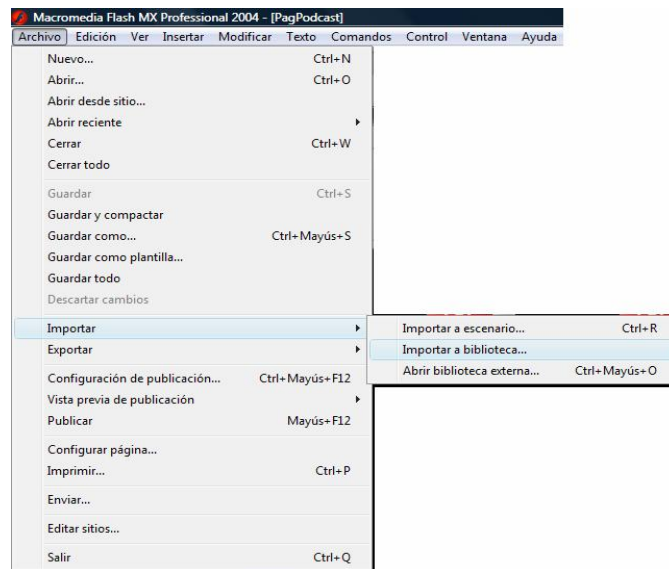 Macromedia Flash MX Professional 2004 - [PagPodcast]
Archivo Edición Ver Insertar Modificar Texto Comandos Control Ventana Ayuda
Nuevo... Ctrl+N
Abrir... Ctrl+O
Abrir desde sitio...
Abrir reciente
Cerrar Ctrl+W
Cerrar todo
Guardar Ctrl+S
Guardar y compactar
Guardar como... Ctrl+Mayús+S
Guardar como plantilla...
Guardar todo
Descartar cambios
Importar
Importar a escenario... Ctrl+R
Exportar
Importar a biblioteca...
Abrir biblioteca externa... Ctrl+Mayús+O
Configuración de publicación... Ctrl+Mayús+F12
Vista previa de publicación
Publicar Mayús+F12
Configurar página...
Imprimir... Ctrl+P
Enviar...
Editar sitios...
Salir Ctrl+Q